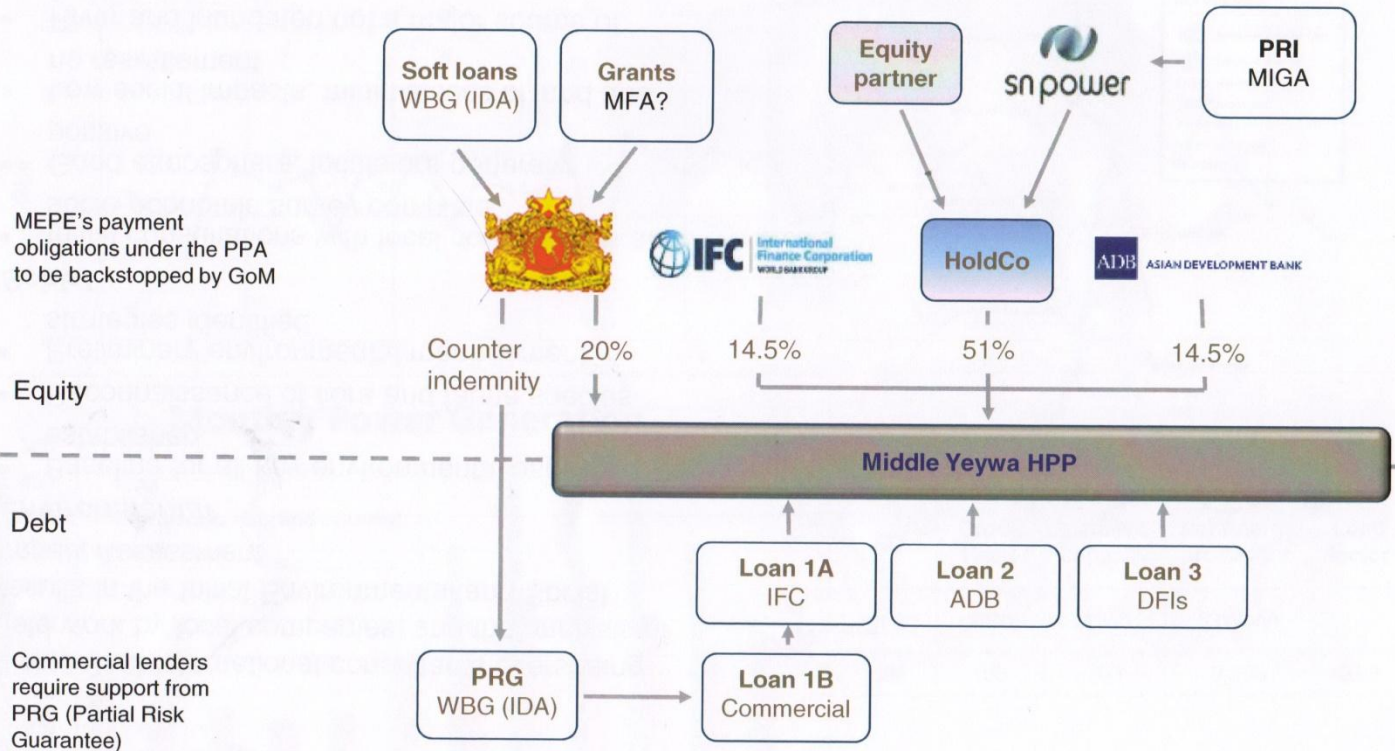 Soft loans
WBG (IDA)
Grants
MFA?
Equity
partner
sn power
PRI
MIGA
MEPE's payment
obligations under the PPA
to be backstopped by GoM
IFC
International
Finance Corporation
WORLD BANK GROUP
HoldCo
ADB
ASIAN DEVELOPMENT BANK
Counter
indemnity
20%
14.5%
51%
14.5%
Equity
Middle Yeywa HPP
Debt
Loan 1A
IFC
Loan 2
ADB
Loan 3
DFIs
Commercial lenders
require support from
PRG (Partial Risk
Guarantee)
PRG
WBG (IDA)
Loan 1B
Commercial